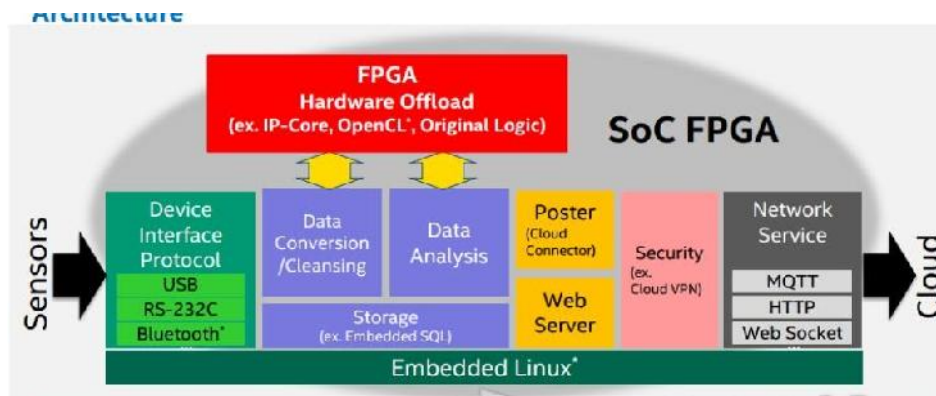 Architecture
FPGA
Hardware Offload
(ex. IP-Core, OpenCL*, Original Logic)
SoC FPGA
Sensors
Device
Interface
Protocol
USB
RS-232C
Bluetooth*
...
Data
Conversion
/Cleansing
Data
Analysis
Storage
(ex. Embedded SQL)
Poster
(Cloud
Connector)
Web
Server
Security
(ex.
Cloud VPN)
Network
Service
MQTT
HTTP
Web Socket
...
Cloud
Embedded Linux*